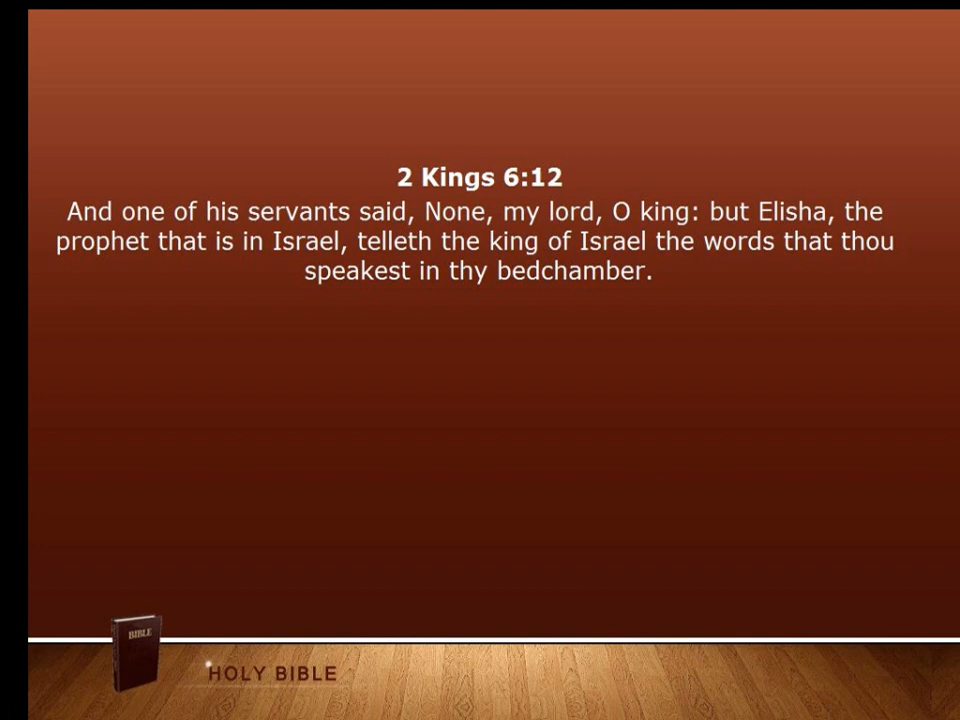 2 Kings 6:12
And one of his servants said, None, my lord, O king: but Elisha, the
prophet that is in Israel, telleth the king of Israel the words that thou
speakest in thy bedchamber.
BIBLE
HOLY BIBLE